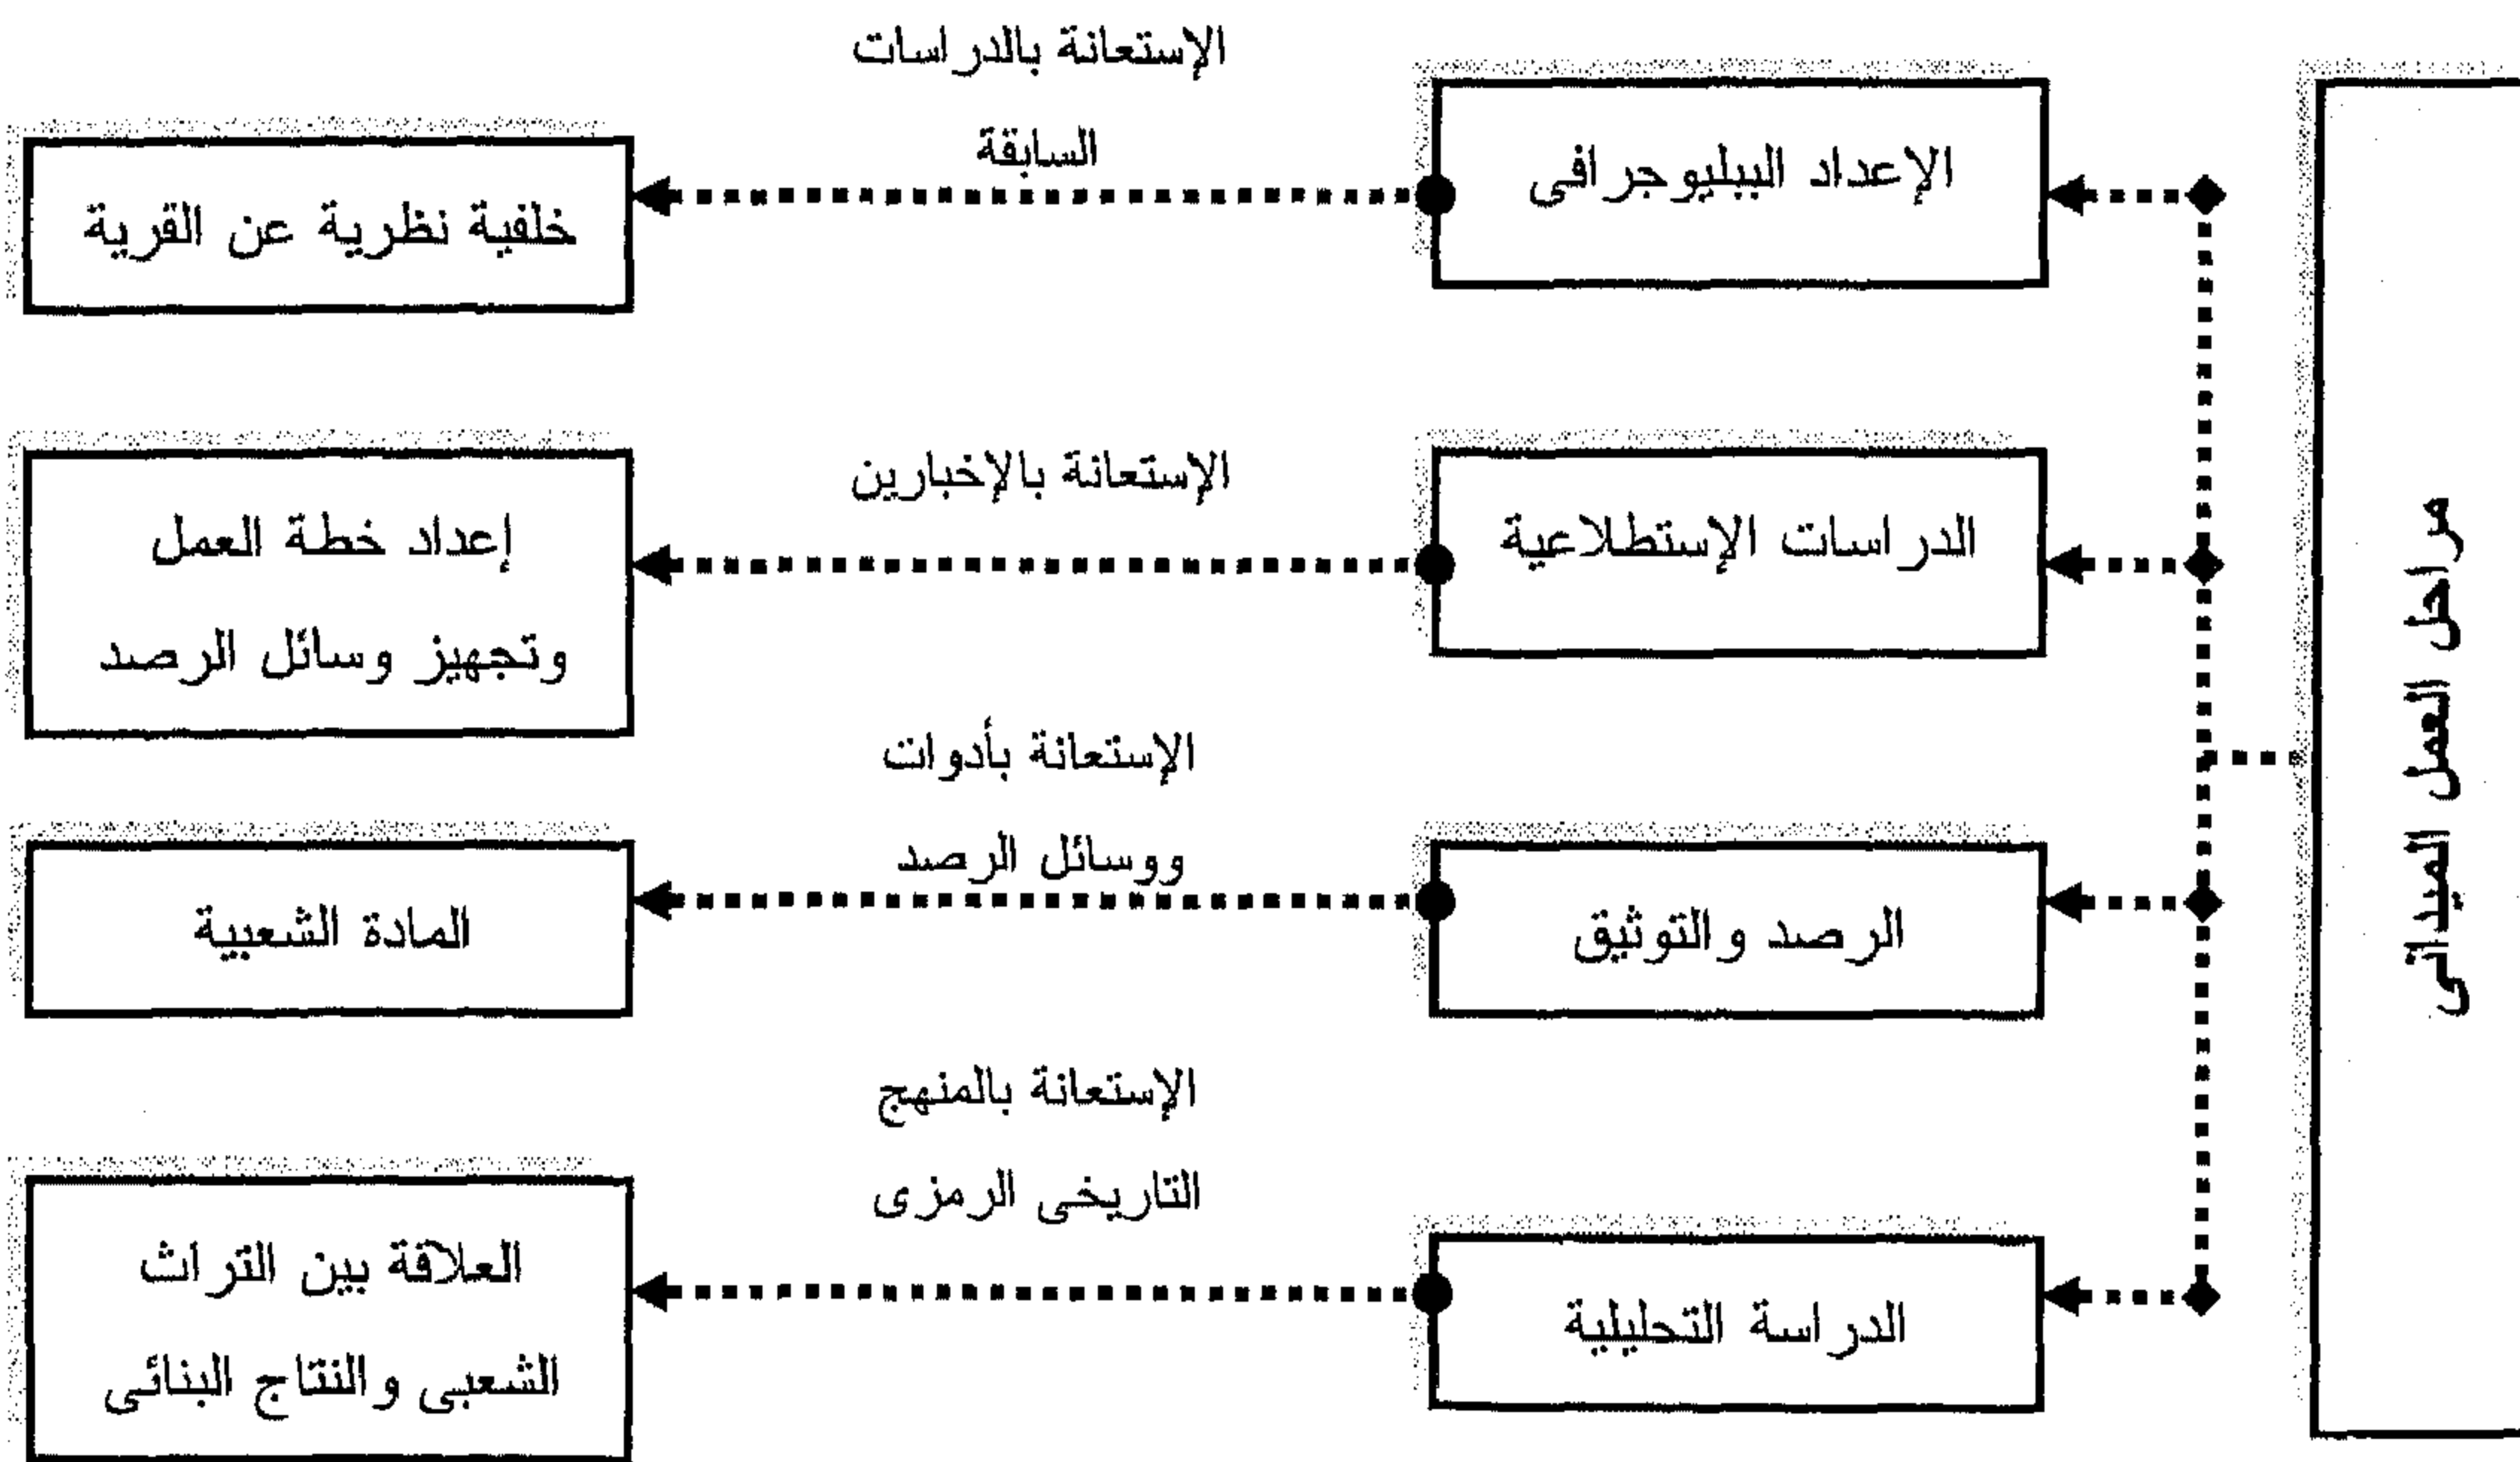 مراحل العمل الميدانى
الإعداد الببليوجرافى
الإستعانة بالدراسات
السابقة
خلفية نظرية عن القرية
الدراسات الإستطلاعية
الإستعانة بالإخبارين
إعداد خطة العمل
وتجهيز وسائل الرصد
الرصد والتوثيق
الإستعانة بأدوات
ووسائل الرصد
المادة الشعبية
الدراسة التحليلية
الإستعانة بالمنهج
التاريخى الرمزى
العلاقة بين التراث
الشعبى والنتاج البنائى